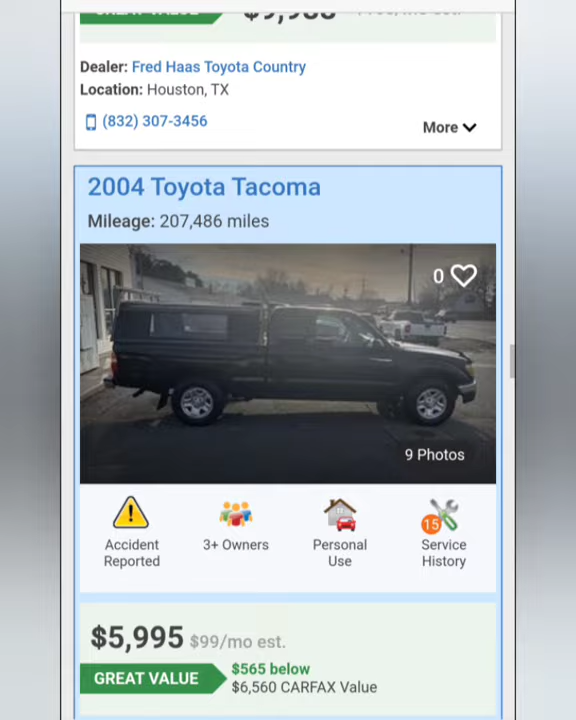 Dealer: Fred Haas Toyota Country
Location: Houston, TX
(832) 307-3456
More
2004 Toyota Tacoma
Mileage: 207,486 miles
0
9 Photos
Accident Reported
3+ Owners
Personal Use
15
Service History
$5,995 $99/mo est.
GREAT VALUE
$565 below
$6,560 CARFAX Value